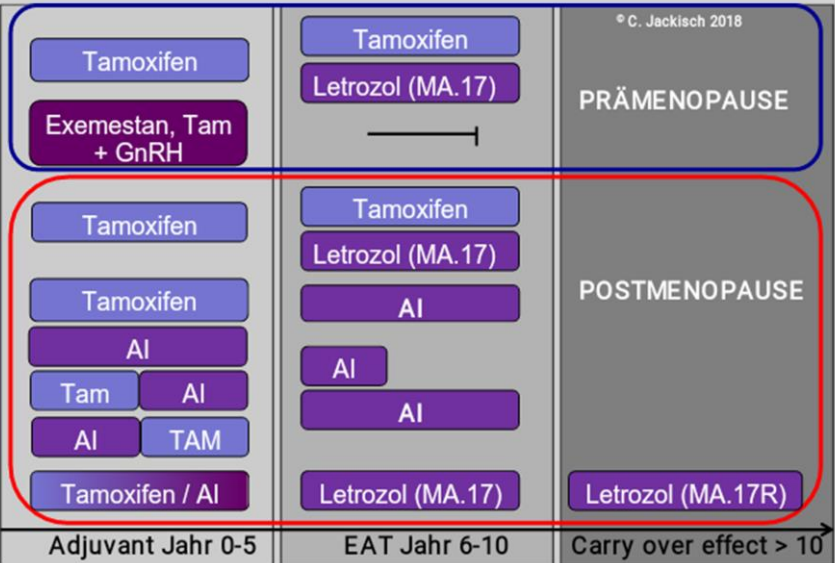 © C. Jackisch 2018
Tamoxifen
Exemestan, Tam
+ GnRH
Tamoxifen
Letrozol (MA.17)
PRÄMENOPAUSE
Tamoxifen
Tamoxifen
AI
Tam AI
AI TAM
Tamoxifen / AI
Tamoxifen
Letrozol (MA.17)
AI
AI
AI
Letrozol (MA.17)
POSTMENOPAUSE
Letrozol (MA.17R)
Adjuvant Jahr 0-5
EAT Jahr 6-10
Carry over effect > 10